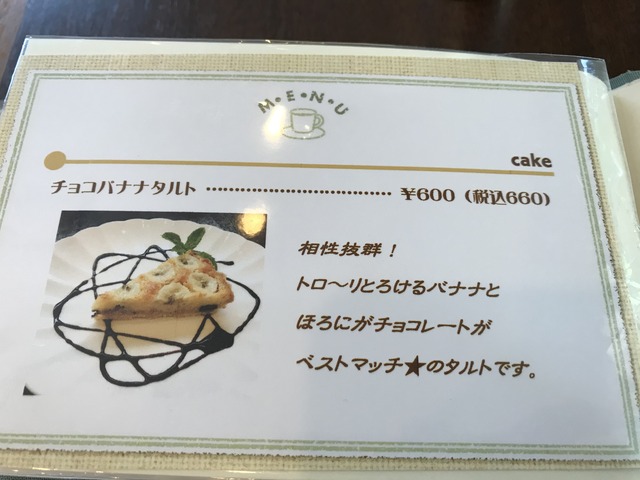 M•E•N•U
cake
チョコバナナタルト ････････････････････････････････ ￥600 (税込660)
相性抜群！
トロ～リとろけるバナナと
ほろにがチョコレートが
ベストマッチ★のタルトです。